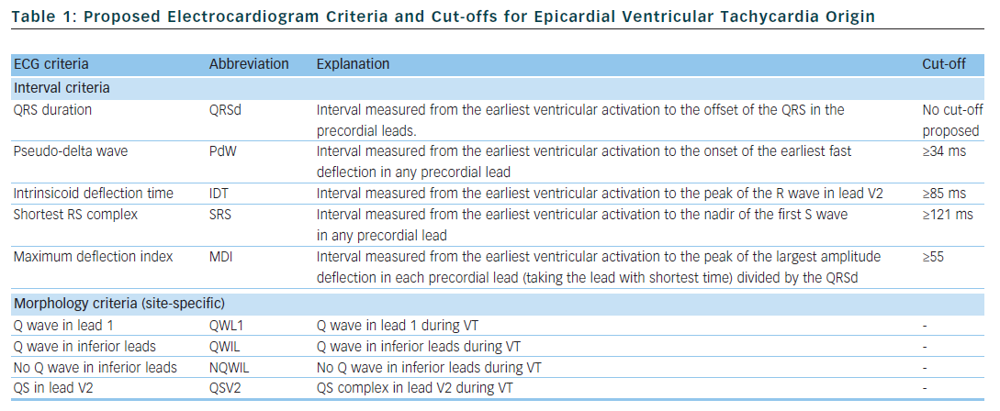 Table 1: Proposed Electrocardiogram Criteria and Cut-offs for Epicardial Ventricular Tachycardia Origin
ECG criteria Abbreviation Explanation Cut-off
Interval criteria
QRS duration QRSd Interval measured from the earliest ventricular activation to the offset of the QRS in the No cut-off
precordial leads. proposed
Pseudo-delta wave PdW Interval measured from the earliest ventricular activation to the onset of the earliest fast ≥34 ms
deflection in any precordial lead
Intrinsicoid deflection time IDT Interval measured from the earliest ventricular activation to the peak of the R wave in lead V2 ≥85 ms
Shortest RS complex SRS Interval measured from the earliest ventricular activation to the nadir of the first S wave ≥121 ms
in any precordial lead
Maximum deflection index MDI Interval measured from the earliest ventricular activation to the peak of the largest amplitude ≥55
deflection in each precordial lead (taking the lead with shortest time) divided by the QRSd
Morphology criteria (site-specific)
Q wave in lead 1 QWL1 Q wave in lead 1 during VT -
Q wave in inferior leads QWIL Q wave in inferior leads during VT -
No Q wave in inferior leads NQWIL No Q wave in inferior leads during VT -
QS in lead V2 QSV2 QS complex in lead V2 during VT -